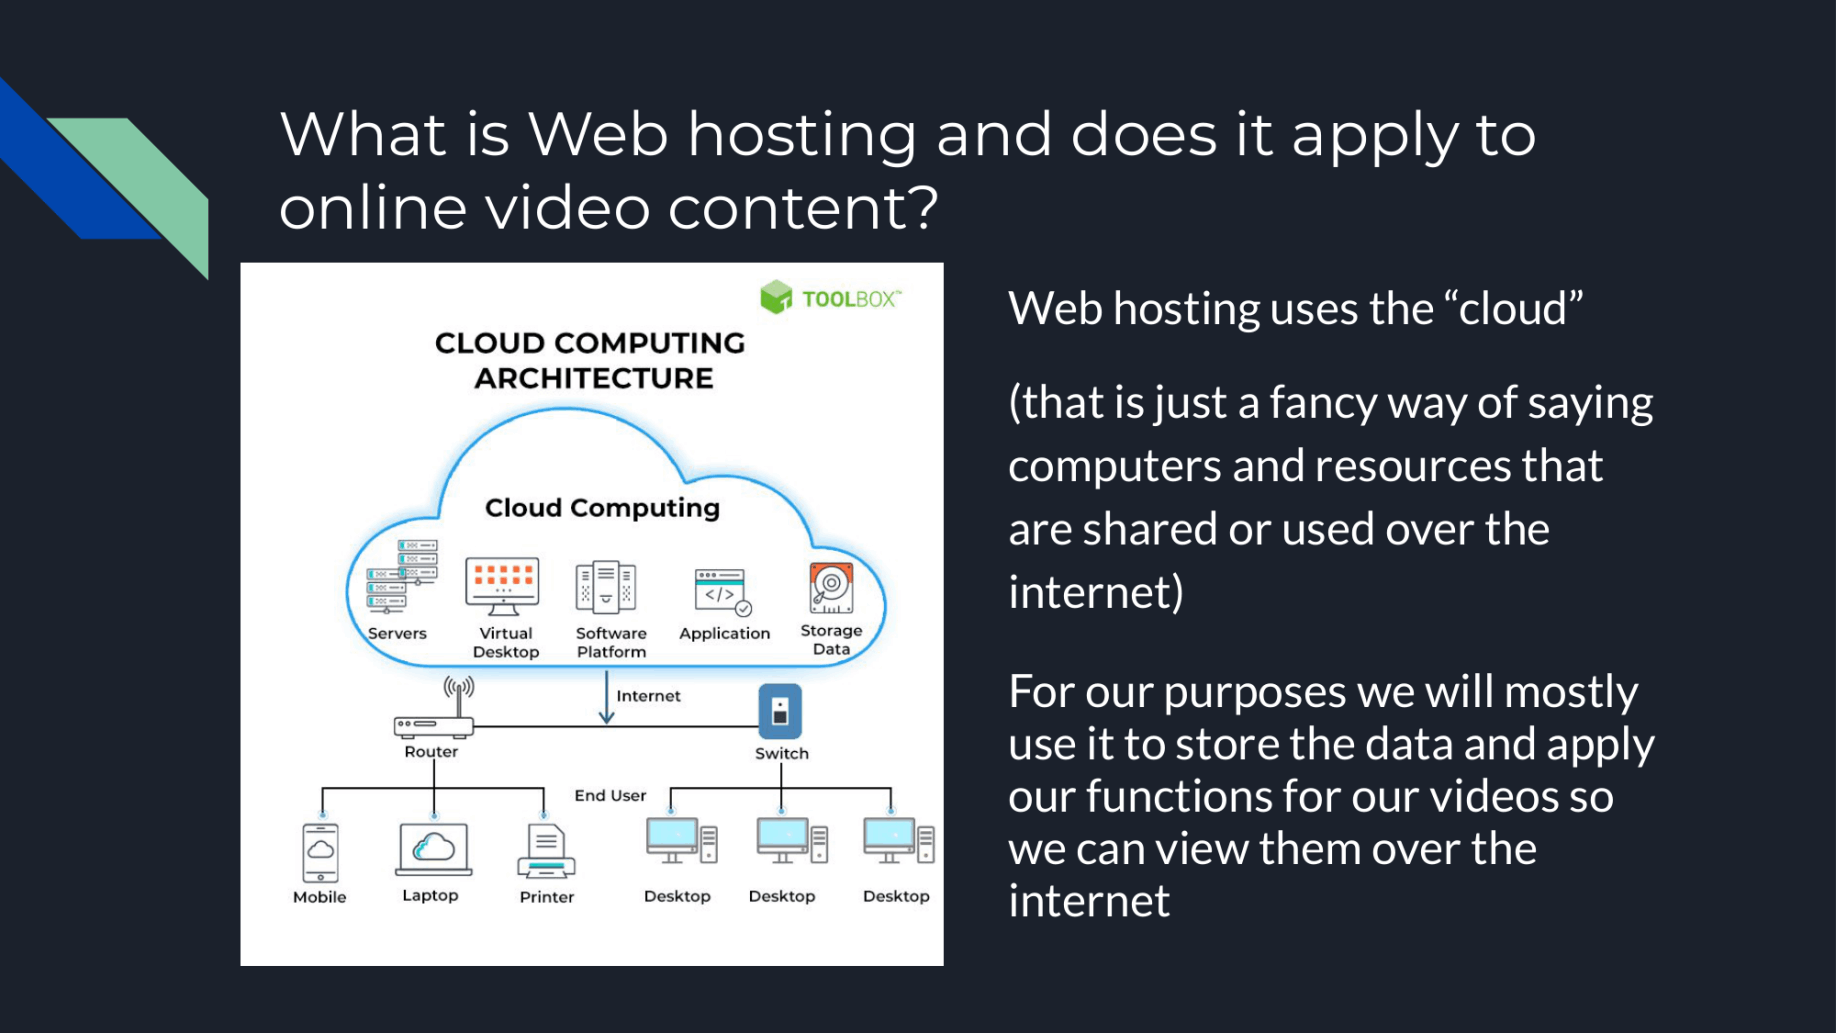 What is Web hosting and does it apply to
online video content?
TOOLBOX™
CLOUD COMPUTING
ARCHITECTURE
Cloud Computing
Servers
Virtual
Desktop
Software
Platform
Application
Storage
Data
Internet
Router
Switch
End User
Mobile
Laptop
Printer
Desktop
Desktop
Desktop
Web hosting uses the “cloud”
(that is just a fancy way of saying
computers and resources that
are shared or used over the
internet)
For our purposes we will mostly
use it to store the data and apply
our functions for our videos so
we can view them over the
internet